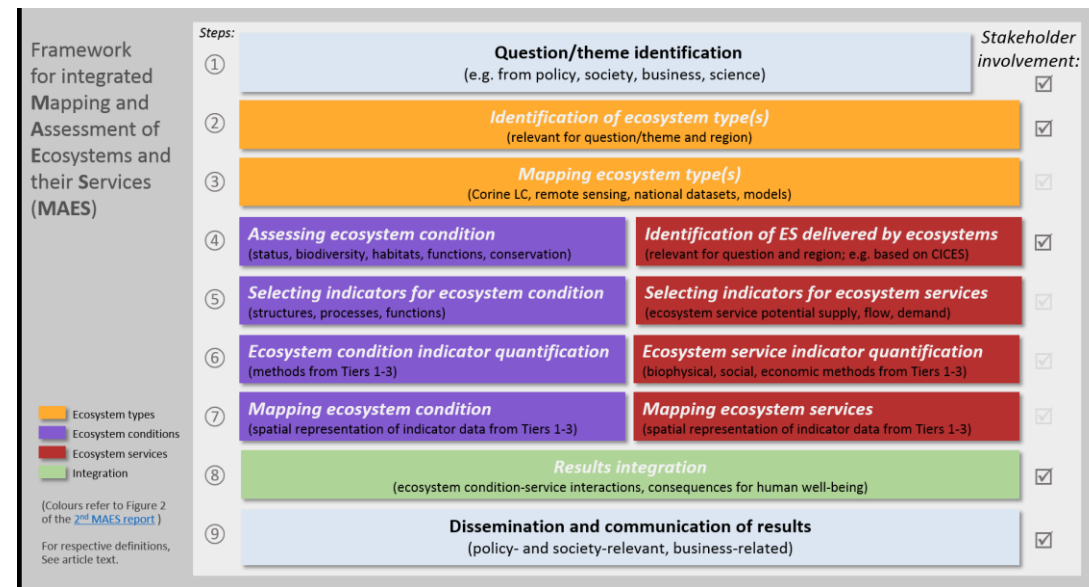 Framework
for integrated
Mapping and
Assessment of
Ecosystems and
their Services
(MAES)
Steps:
Stakeholder
involvement:
①
Question/theme identification
(e.g. from policy, society, business, science)
②
Identification of ecosystem type(s)
(relevant for question/theme and region)
③
Mapping ecosystem type(s)
(Corine LC, remote sensing, national datasets, models)
④
Assessing ecosystem condition
(status, biodiversity, habitats, functions, conservation)
Identification of ES delivered by ecosystems
(relevant for question and region; e.g. based on CICES)
⑤
Selecting indicators for ecosystem condition
(structures, processes, functions)
Selecting indicators for ecosystem services
(ecosystem service potential supply, flow, demand)
⑥
Ecosystem condition indicator quantification
(methods from Tiers 1-3)
Ecosystem service indicator quantification
(biophysical, social, economic methods from Tiers 1-3)
⑦
Mapping ecosystem condition
(spatial representation of indicator data from Tiers 1-3)
Mapping ecosystem services
(spatial representation of indicator data from Tiers 1-3)
⑧
Results integration
(ecosystem condition-service interactions, consequences for human well-being)
⑨
Dissemination and communication of results
(policy- and society-relevant, business-related)
Ecosystem types
Ecosystem conditions
Ecosystem services
Integration
(Colours refer to Figure 2
of the 2nd MAES report )
For respective definitions,
See article text.